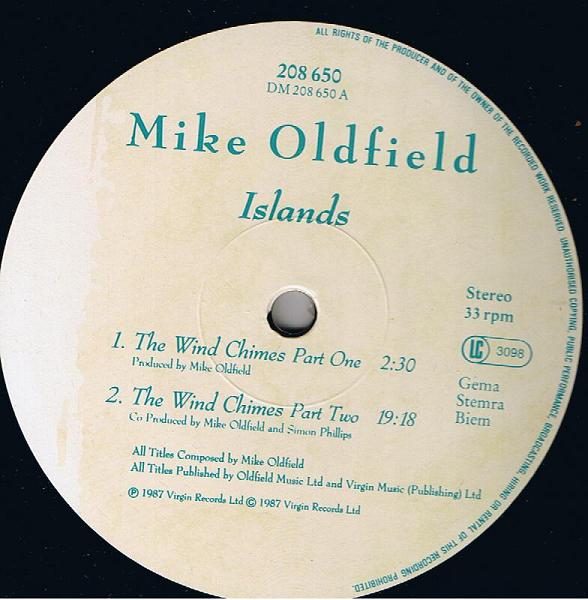 ALL RIGHTS OF THE PRODUCER AND OF THE OWNER OF THE RECORDED WORK RESERVED UNAUTHORISED COPYING, PUBLIC PERFORMANCE, BROADCASTING, HIRING OR RENTAL OF THIS RECORDING PROHIBITED.
208 650
DM 208 650 A
Mike Oldfield
Islands
Stereo
33 rpm
LC 3098
Gema
Stemra
Biem
1. The Wind Chimes Part One 2:30
Produced by Mike Oldfield
2. The Wind Chimes Part Two 19:18
Co Produced by Mike Oldfield and Simon Phillips
All Titles Composed by Mike Oldfield
All Titles Published by Oldfield Music Ltd and Virgin Music (Publishing) Ltd
℗ 1987 Virgin Records Ltd © 1987 Virgin Records Ltd